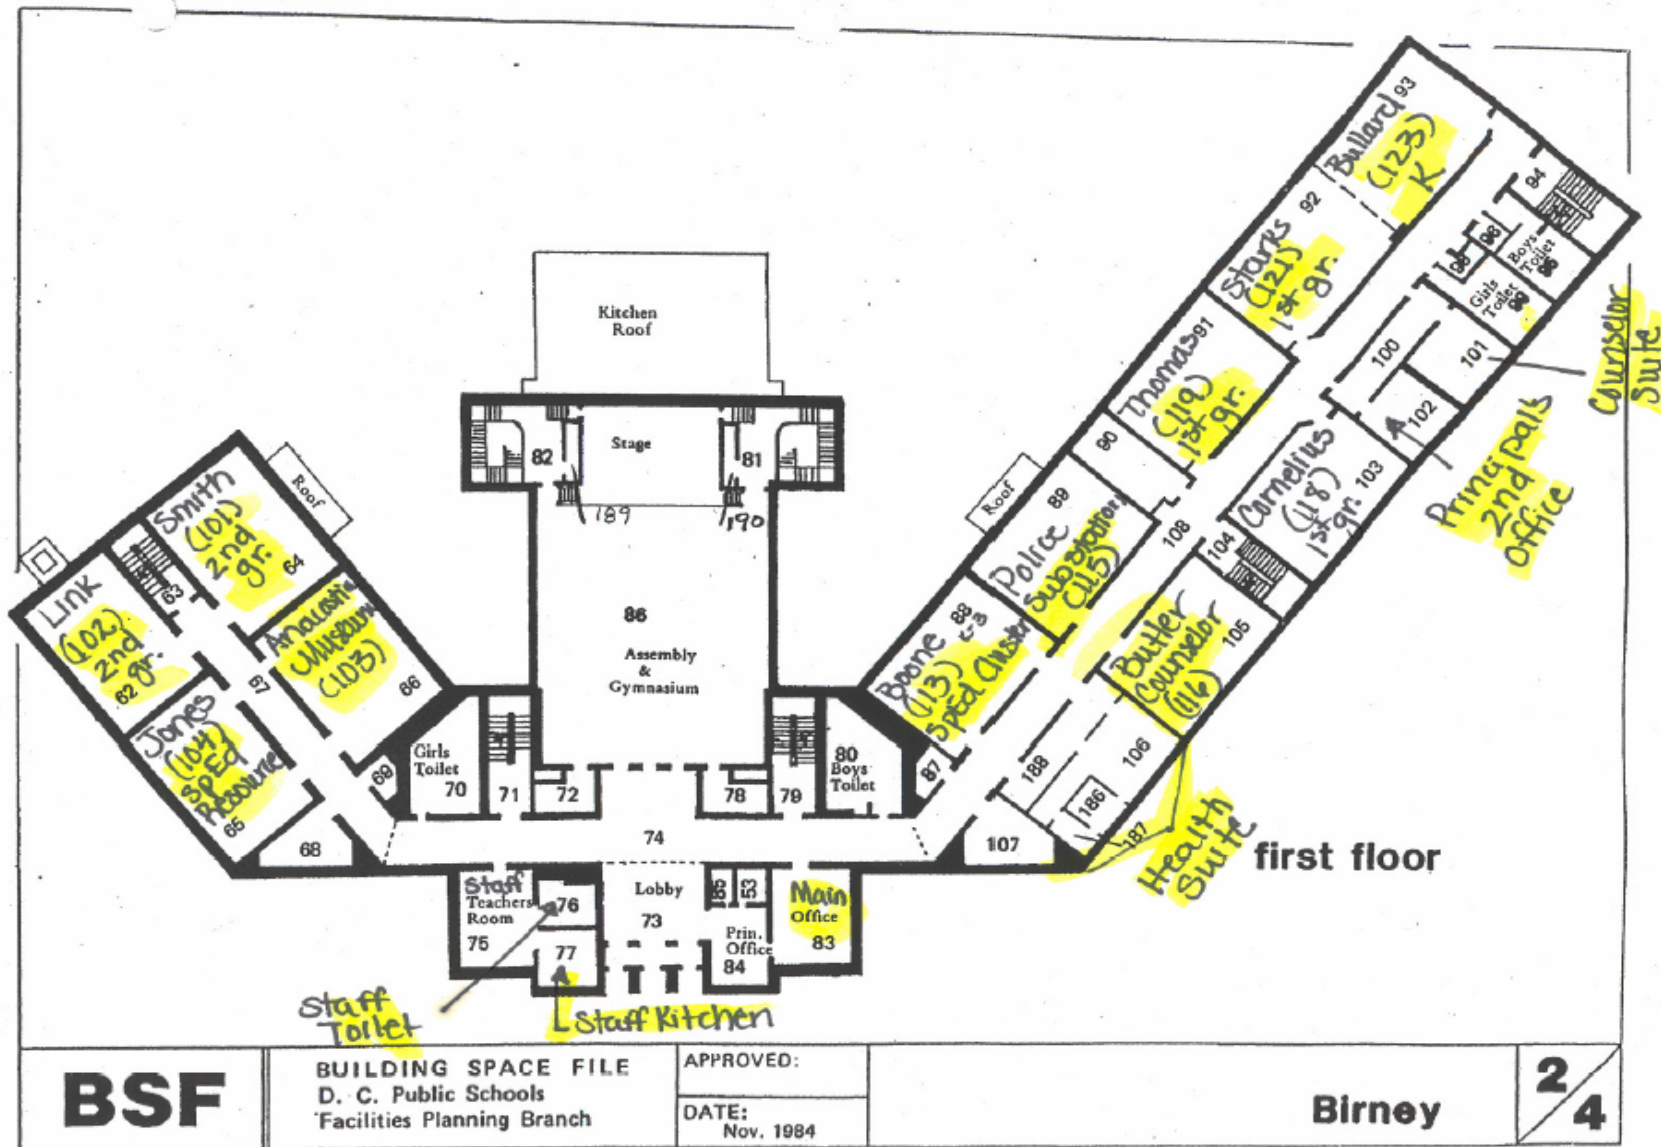 Bullard 93
(123)
K
92
Starks
(121)
1st gr.
94
Boys
Toilet
Girls
Toilet
Counselor
Suite
91
Thomas
(119)
1st gr.
100
101
102
Principal's
2nd
Office
90
Cornelius
(118)
1st gr.
103
Kitchen
Roof
Stage
82
81
189
190
Roof
Roof
89
Police
Substation
(115)
108
104
Smith
(101)
2nd
gr.
64
63
Link
(102)
2nd
gr.
62
Anacostia
Museum
(103)
66
67
Jones
(104)
SpEd
Resource
65
86
Assembly
&
Gymnasium
88
Boone
(113)
SpEd Cluster
Butler
Counselor
(116)
105
Girls
Toilet
70
69
71
72
78
79
80
Boys
Toilet
87
188
106
186
187
68
74
107
Health
Suite
first floor
Staff
Teachers
Room
75
76
77
Lobby
73
53
Prin.
Office
84
Main
Office
83
Staff
Toilet
Staff Kitchen
BSF
BUILDING SPACE FILE
D. C. Public Schools
Facilities Planning Branch
APPROVED:
DATE:
Nov. 1984
Birney
2/4